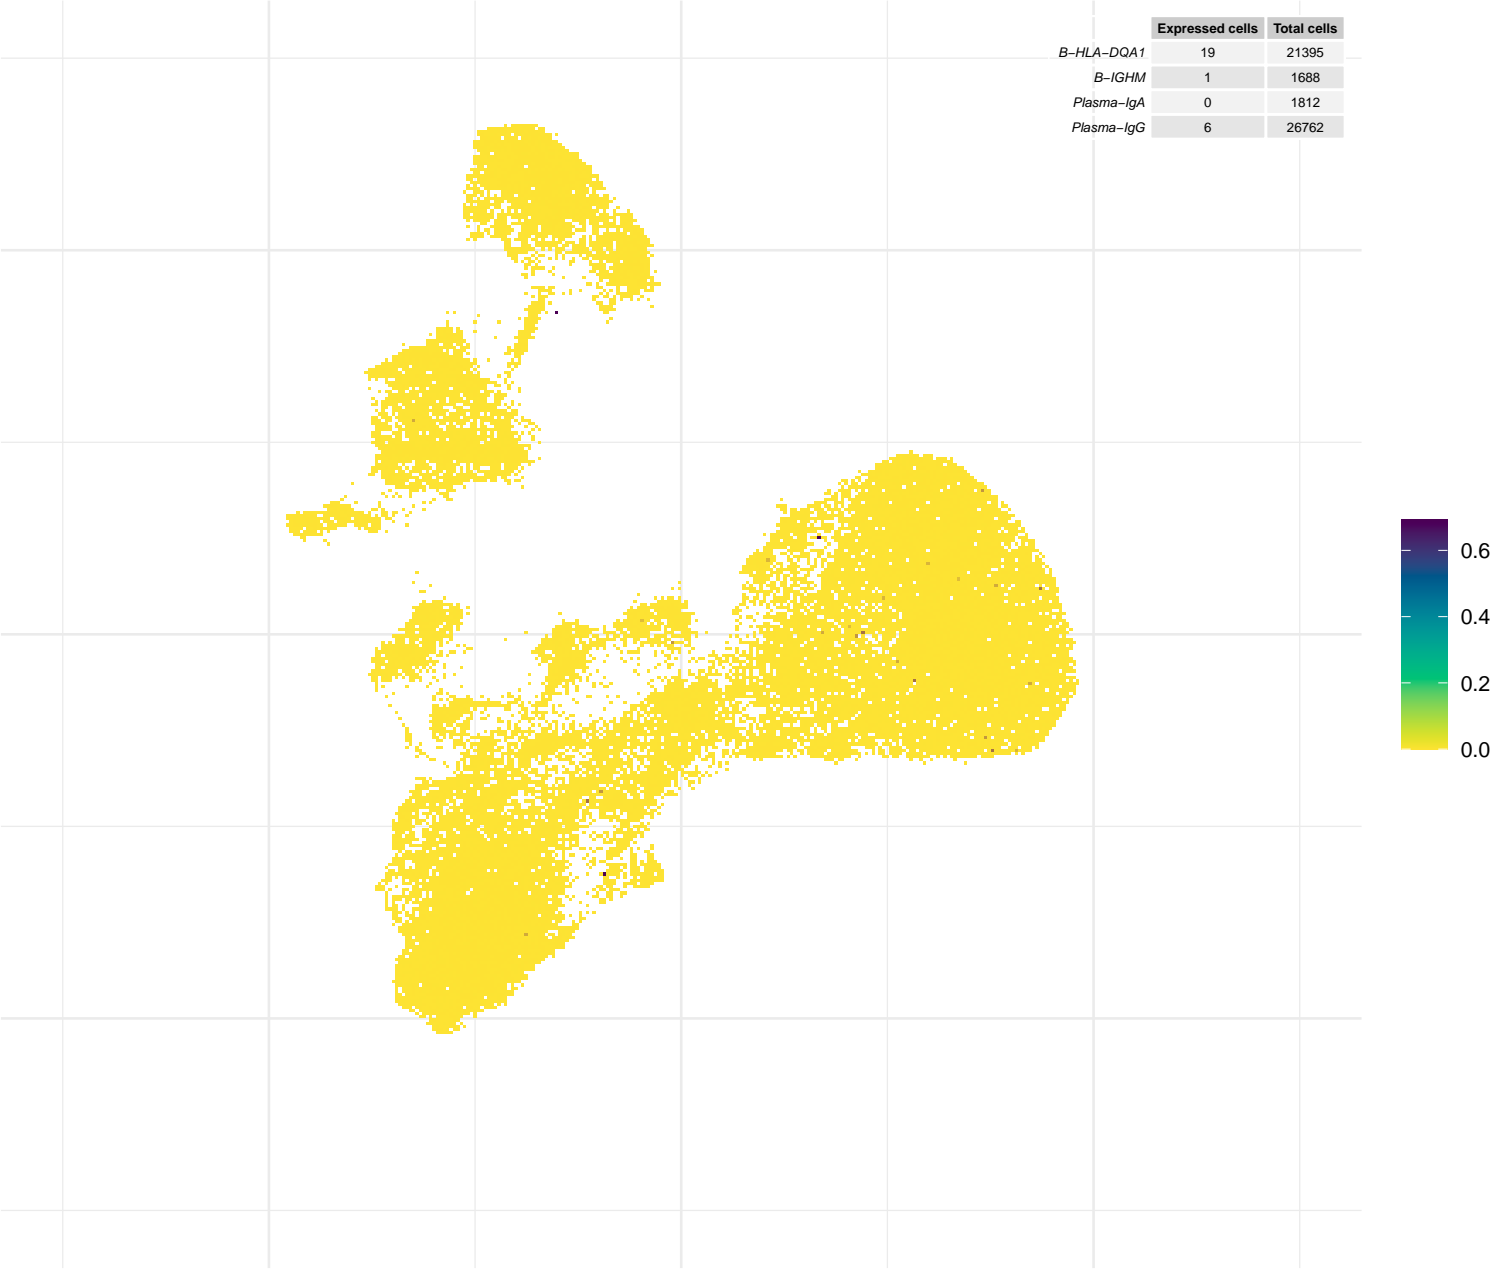 Expressed cells Total cells
B−HLA−DQA1 19 21395
B−IGHM 1 1688
Plasma−IgA 0 1812
Plasma−IgG 6 26762
0.6
0.4
0.2
0.0